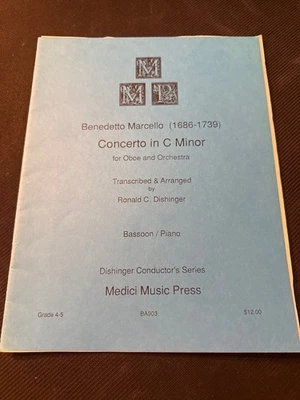 M
M P
Benedetto Marcello (1686-1739)
Concerto in C Minor
for Oboe and Orchestra
Transcribed & Arranged
by
Ronald C. Dishinger
Bassoon / Piano
Dishinger Conductor's Series
Medici Music Press
Grade 4-5 BA903 $12.00